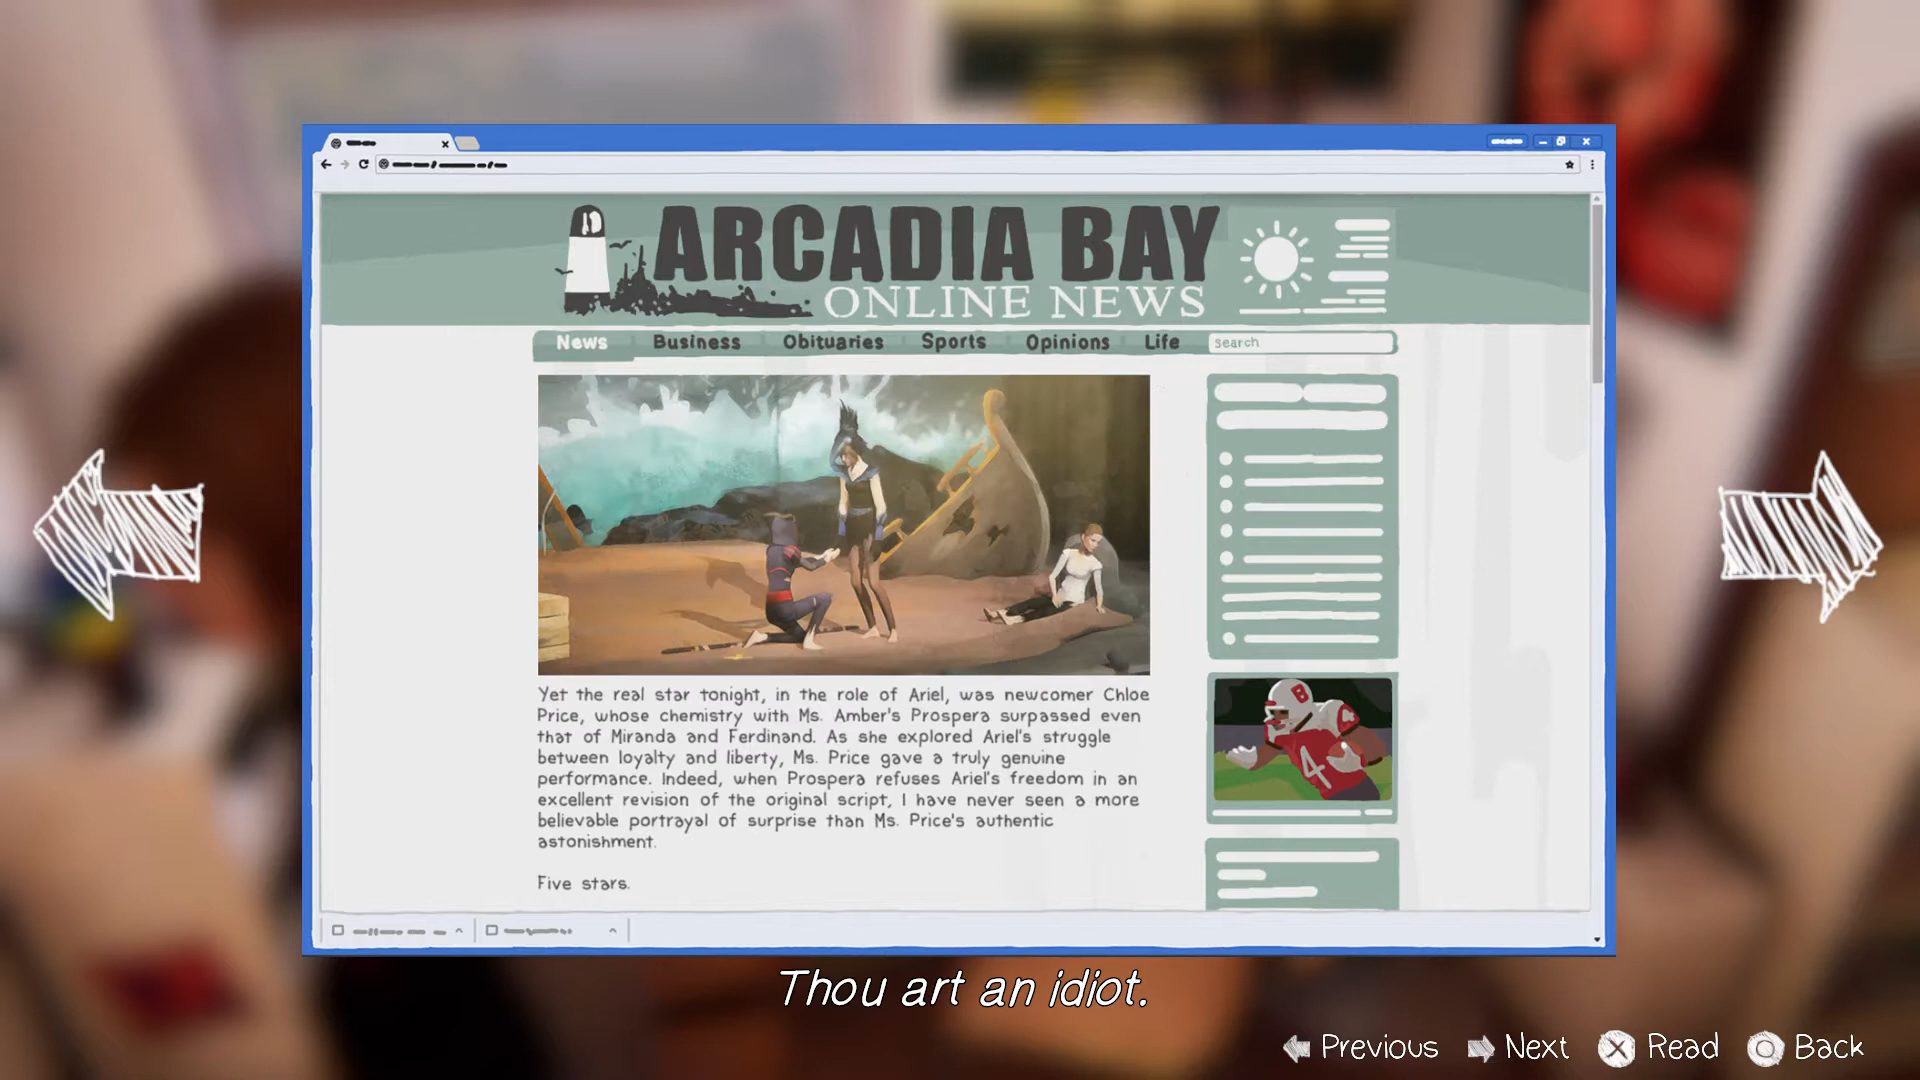 ARCADIA BAY
ONLINE NEWS
News Business Obituaries Sports Opinions Life search
Yet the real star tonight, in the role of Ariel, was newcomer Chloe
Price, whose chemistry with Ms. Amber's Prospera surpassed even
that of Miranda and Ferdinand. As she explored Ariel's struggle
between loyalty and liberty, Ms. Price gave a truly genuine
performance. Indeed, when Prospera refuses Ariel's freedom in an
excellent revision of the original script, I have never seen a more
believable portrayal of surprise than Ms. Price's authentic
astonishment.
Five stars.
B
4
4
Thou art an idiot.
Previous Next Read Back